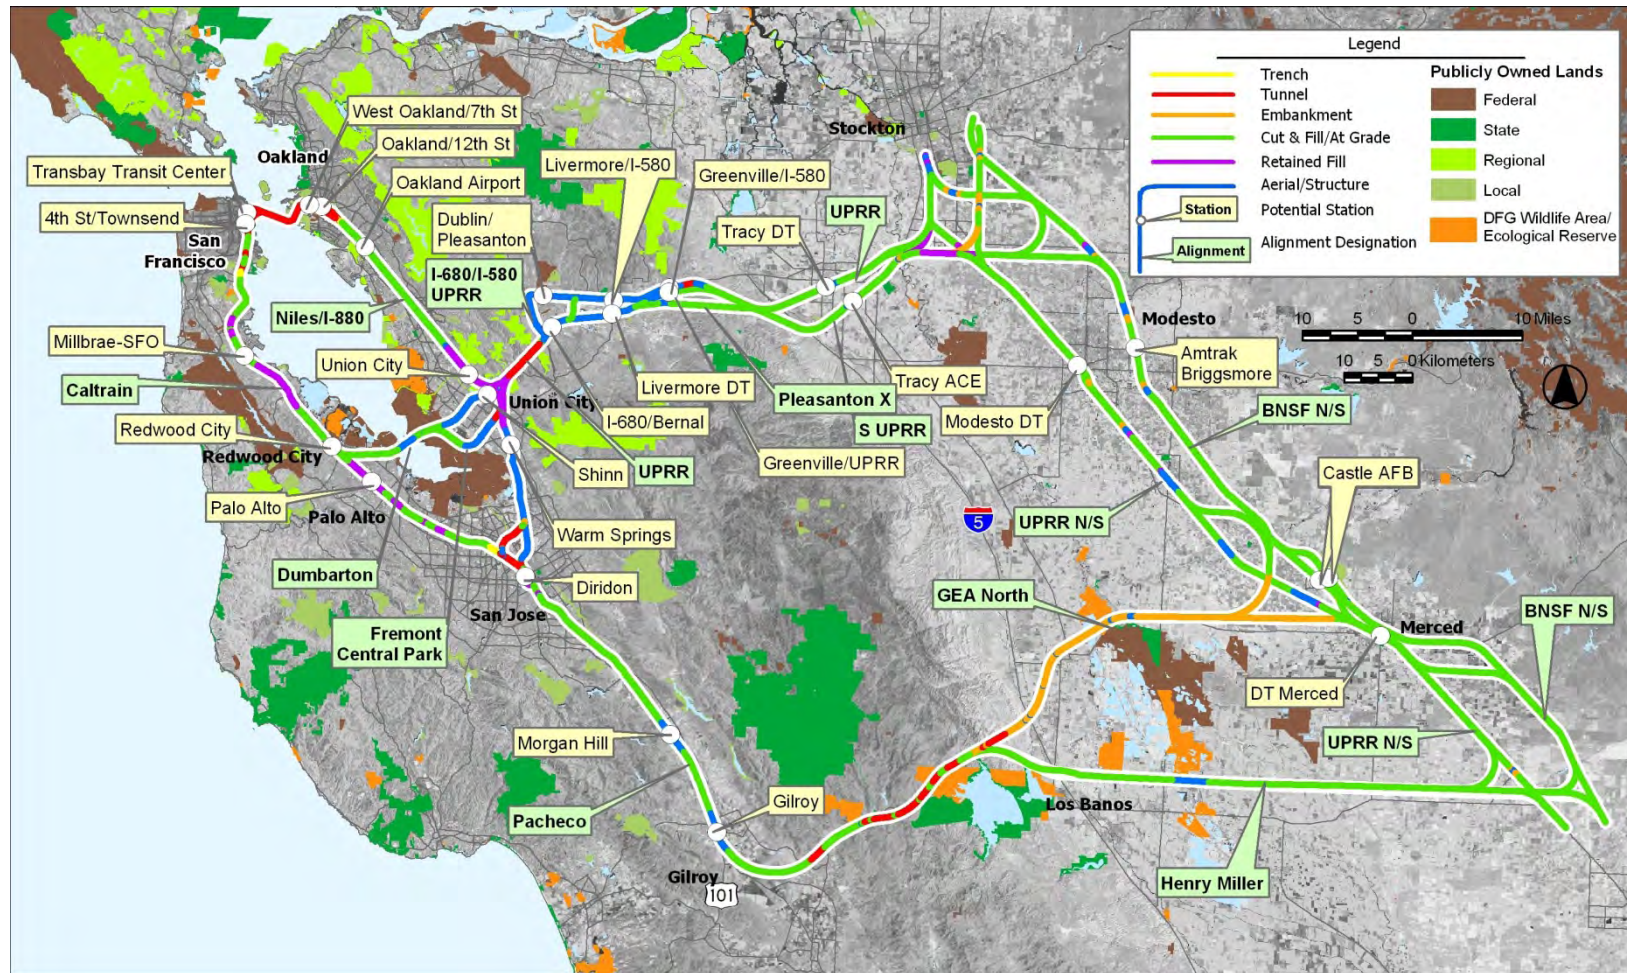 Legend
Trench
Tunnel
Embankment
Cut & Fill/At Grade
Retained Fill
Aerial/Structure
Station
Potential Station
Alignment
Alignment Designation
Publicly Owned Lands
Federal
State
Regional
Local
DFG Wildlife Area/
Ecological Reserve
West Oakland/7th St
Oakland
Oakland/12th St
Transbay Transit Center
Oakland Airport
4th St/Townsend
San
Francisco
Dublin/
Pleasanton
Livermore/I-580
Greenville/I-580
Stockton
UPRR
Tracy DT
I-680/I-580
UPRR
Niles/I-880
Millbrae-SFO
Union City
Caltrain
Livermore DT
Tracy ACE
Pleasanton X
Union City
I-680/Bernal
S UPRR
Modesto DT
Modesto
10 5 2 0 10 Miles
10 5 0 Kilometers
Amtrak
Briggsmore
BNSF N/S
Redwood City
Redwood City
Shinn
UPRR
Greenville/UPRR
Castle AFB
Palo Alto
Palo Alto
Warm Springs
5
UPRR N/S
Dumbarton
Diridon
San Jose
GEA North
BNSF N/S
Fremont
Central Park
Merced
DT Merced
Morgan Hill
UPRR N/S
Pacheco
Gilroy
Los Banos
Gilroy
101
Henry Miller